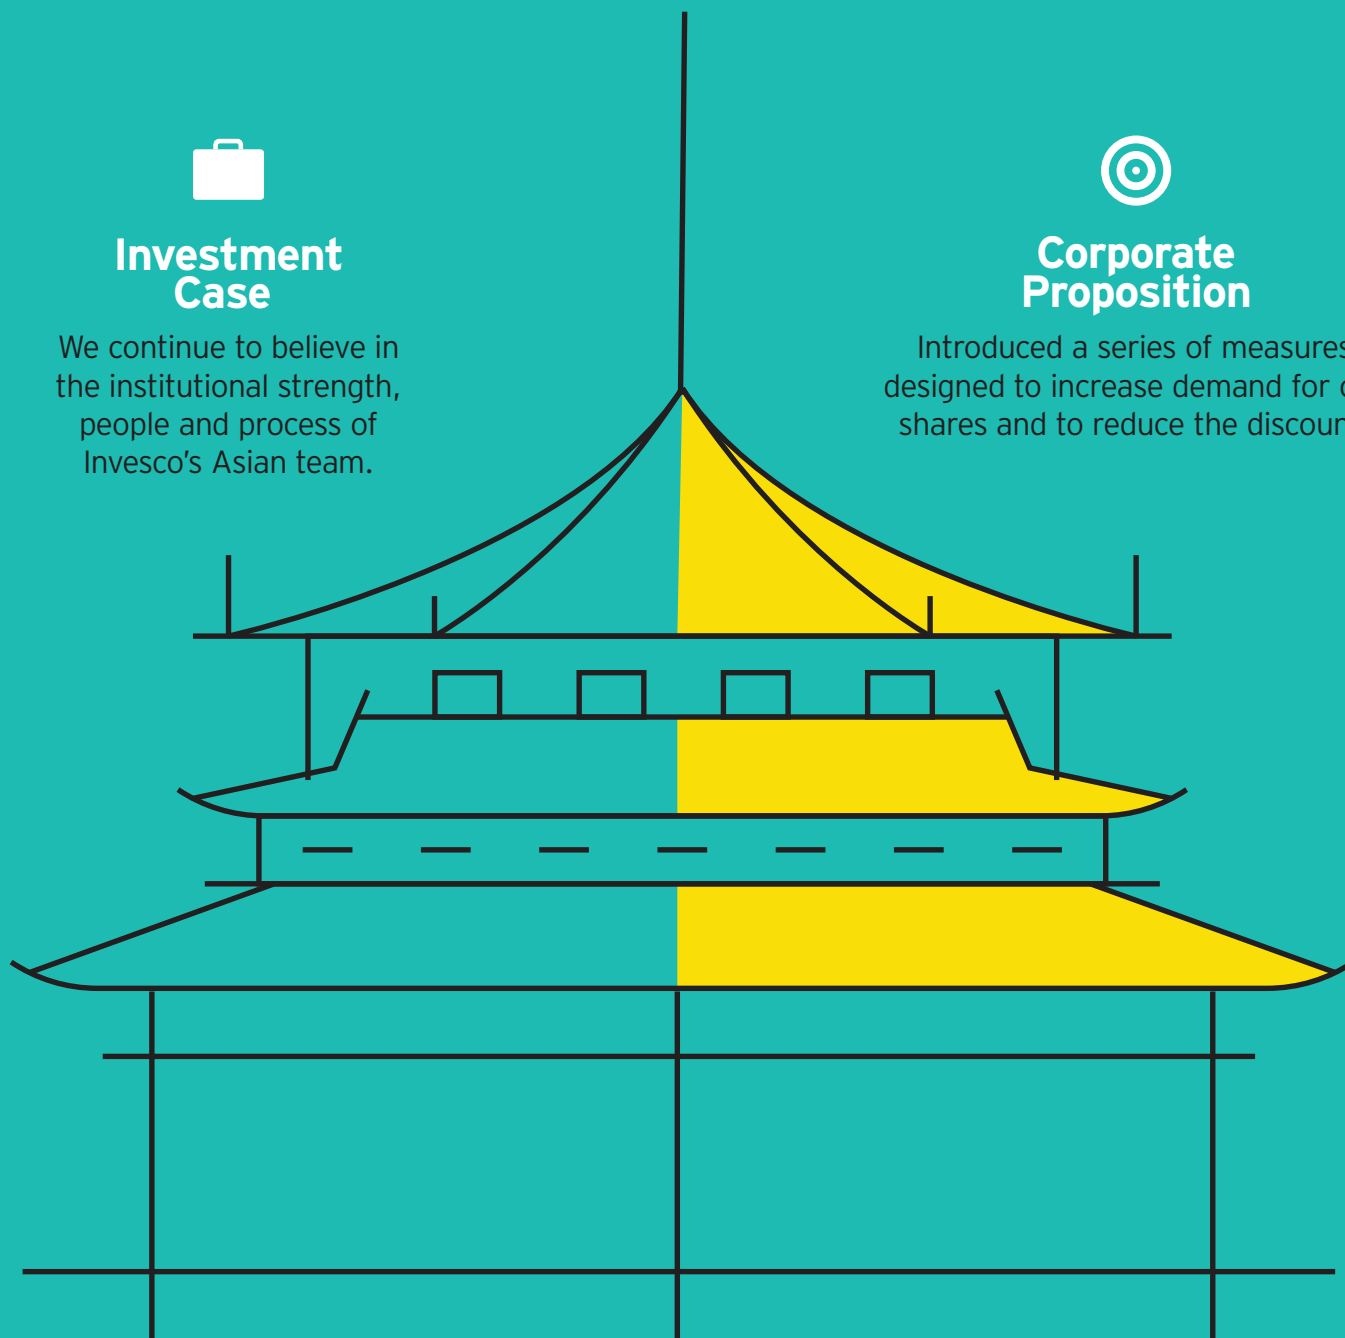 Investment
Case
We continue to believe in
the institutional strength,
people and process of
Invesco's Asian team.
Corporate
Proposition
Introduced a series of measures
designed to increase demand for
shares and to reduce the